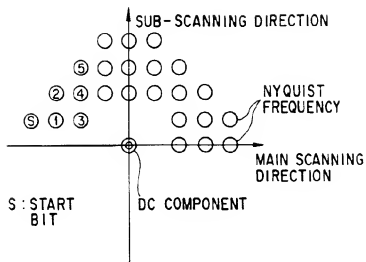 SUB-SCANNING DIRECTION
5
2 4
S 1 3
NYQUIST
FREQUENCY
MAIN SCANNING
DIRECTION
S : START
BIT
DC COMPONENT